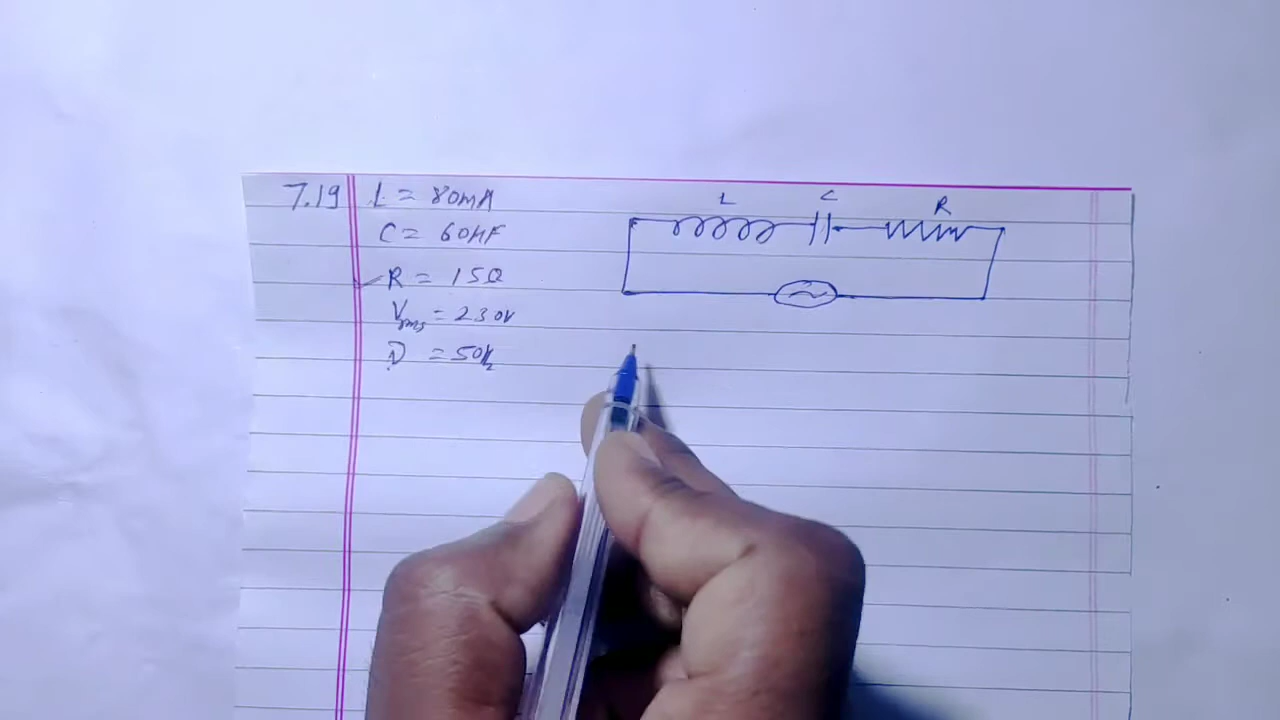 7.19 L = 80mH
C = 60μF
R = 15Ω
Vrms = 230V
ν = 50Hz
L C R